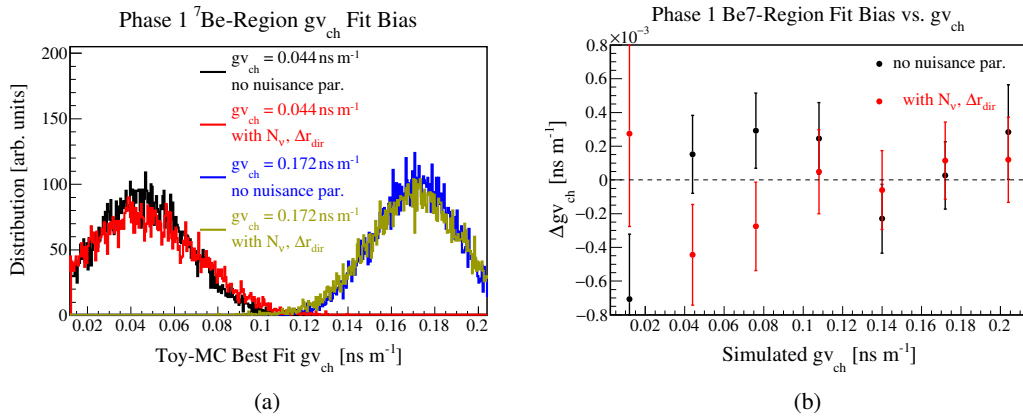 Phase 1 ⁷Be-Region gv_ch Fit Bias
Distribution [arb. units]
200
150
100
50
0
gv_ch = 0.044 ns m⁻¹
no nuisance par.
gv_ch = 0.044 ns m⁻¹
with N_ν, Δr_dir
gv_ch = 0.172 ns m⁻¹
no nuisance par.
gv_ch = 0.172 ns m⁻¹
with N_ν, Δr_dir
0.02 0.04 0.06 0.08 0.1 0.12 0.14 0.16 0.18 0.2
Toy-MC Best Fit gv_ch [ns m⁻¹]
(a)
Phase 1 Be7-Region Fit Bias vs. gv_ch
×10⁻³
Δgv_ch [ns m⁻¹]
0.8
0.6
0.4
0.2
0
−0.2
−0.4
−0.6
−0.8
no nuisance par.
with N_ν, Δr_dir
0.02 0.04 0.06 0.08 0.1 0.12 0.14 0.16 0.18 0.2
Simulated gv_ch [ns m⁻¹]
(b)